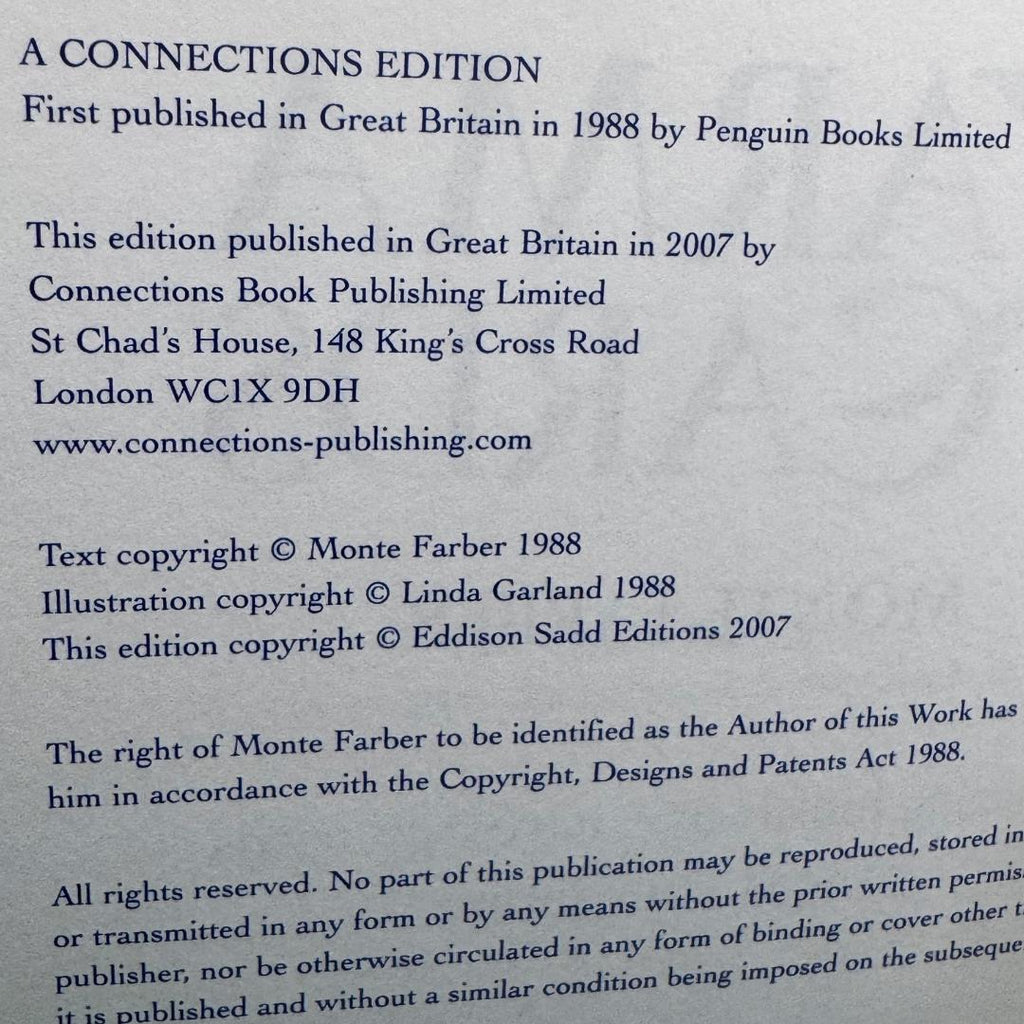 A CONNECTIONS EDITION
First published in Great Britain in 1988 by Penguin Books Limited
This edition published in Great Britain in 2007 by
Connections Book Publishing Limited
St Chad's House, 148 King's Cross Road
London WC1X 9DH
www.connections-publishing.com
Text copyright © Monte Farber 1988
Illustration copyright © Linda Garland 1988
This edition copyright © Eddison Sadd Editions 2007
The right of Monte Farber to be identified as the Author of this Work has
him in accordance with the Copyright, Designs and Patents Act 1988.
All rights reserved. No part of this publication may be reproduced, stored in
or transmitted in any form or by any means without the prior written permis
publisher, nor be otherwise circulated in any form of binding or cover other t
it is published and without a similar condition being imposed on the subseque